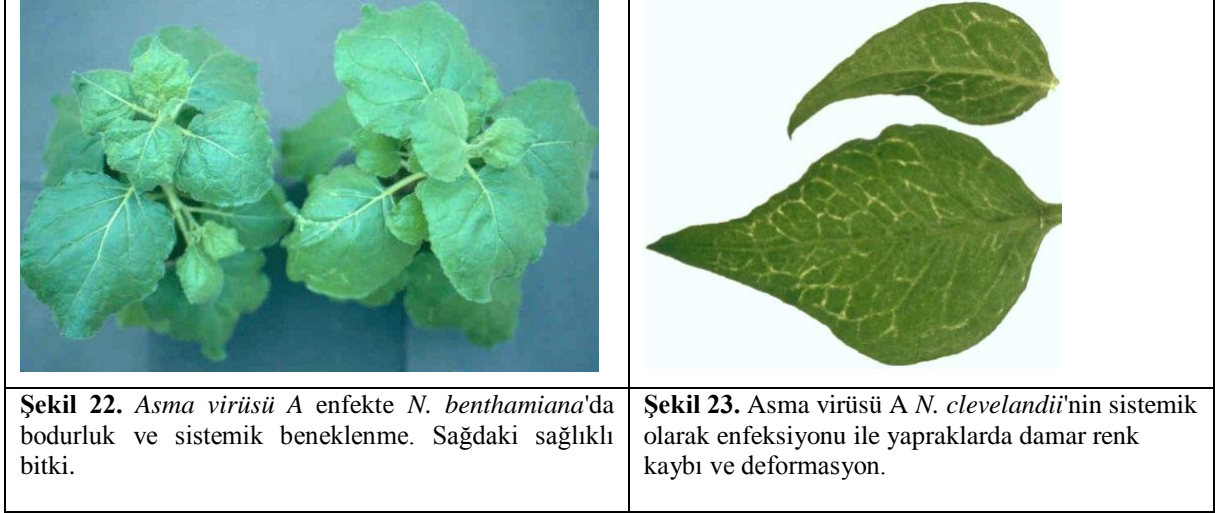 Şekil 22. Asma virüsü A enfekte N. benthamiana'da
bodurluk ve sistemik beneklenme. Sağdaki sağlıklı
bitki.
Şekil 23. Asma virüsü A N. clevelandii'nin sistemik
olarak enfeksiyonu ile yapraklarda damar renk
kaybı ve deformasyon.